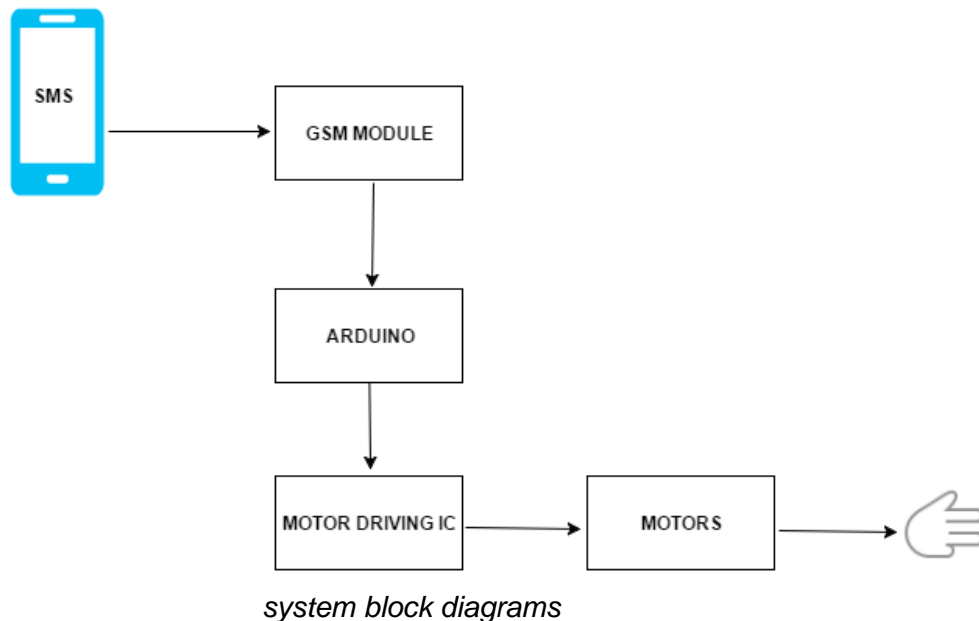 SMS
GSM MODULE
ARDUINO
MOTOR DRIVING IC
MOTORS
system block diagrams